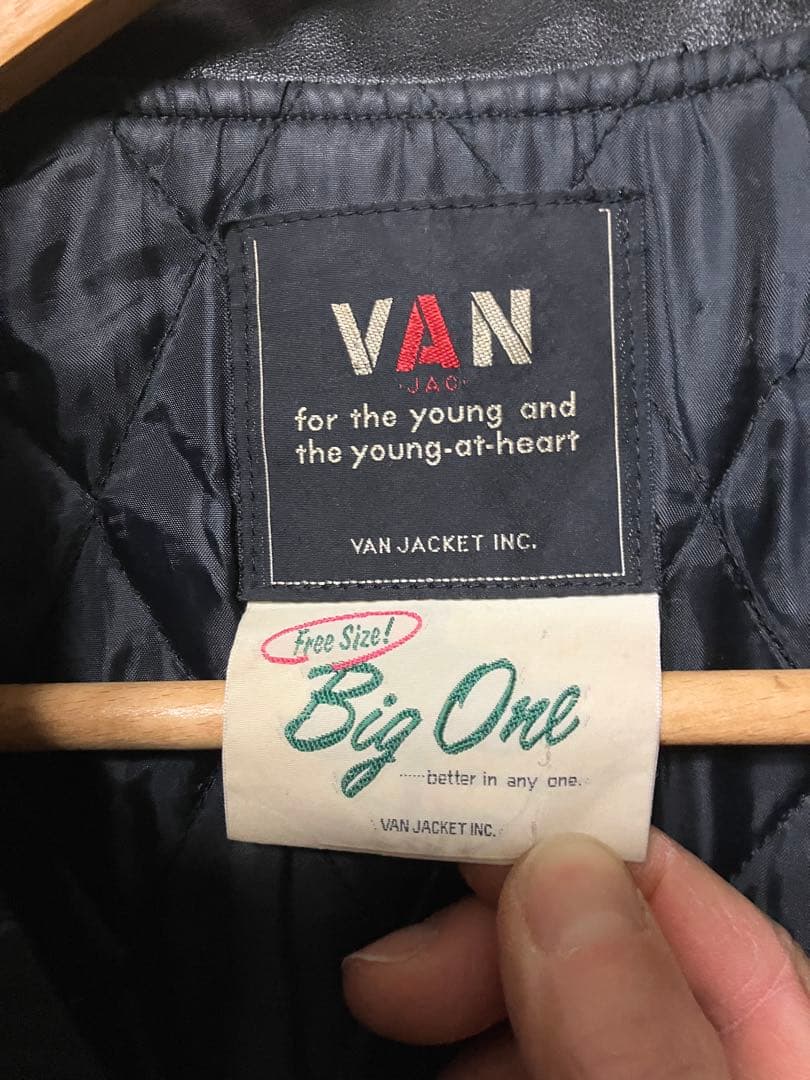 VAN
·JAC·
for the young and
the young-at-heart
VAN JACKET INC.
Free Size!
Big One
······better in any one.
VAN JACKET INC.